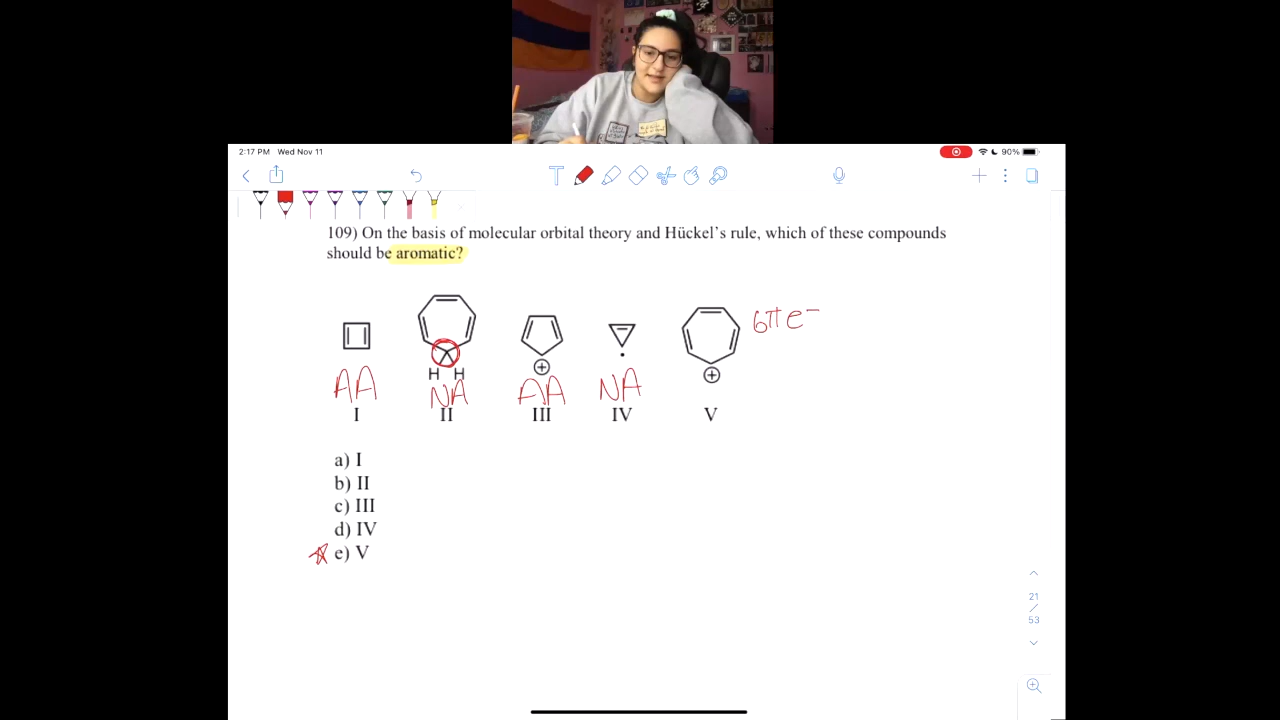 2:17 PM Wed Nov 11
90%
T
109) On the basis of molecular orbital theory and Hückel's rule, which of these compounds
should be aromatic?
6π e⁻
H H
AA NA AA NA
I II III IV V
a) I
b) II
c) III
d) IV
e) V
21
/
53